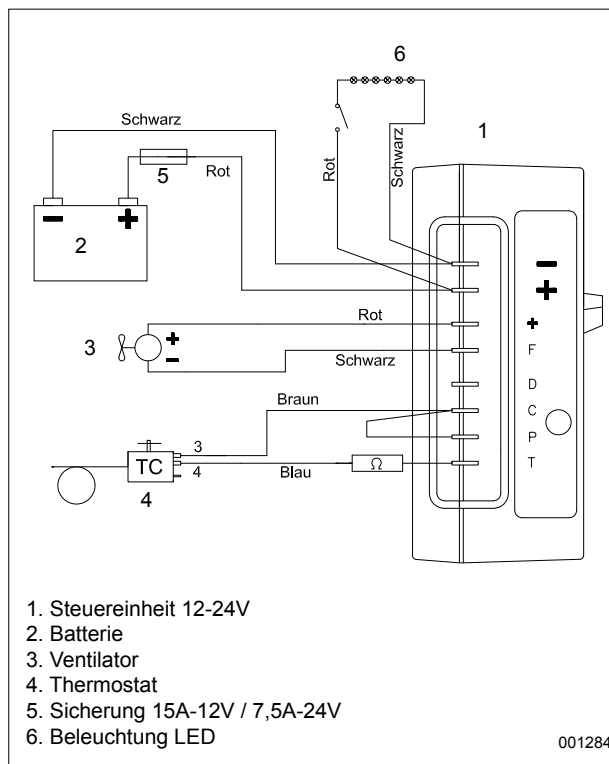 6
1
Schwarz
5
Rot
Rot
Schwarz
2
3
Rot
Schwarz
F
D
Braun
C
3
P
TC
4
Blau
Ω
T
4
1. Steuereinheit 12-24V
2. Batterie
3. Ventilator
4. Thermostat
5. Sicherung 15A-12V / 7,5A-24V
6. Beleuchtung LED
001284